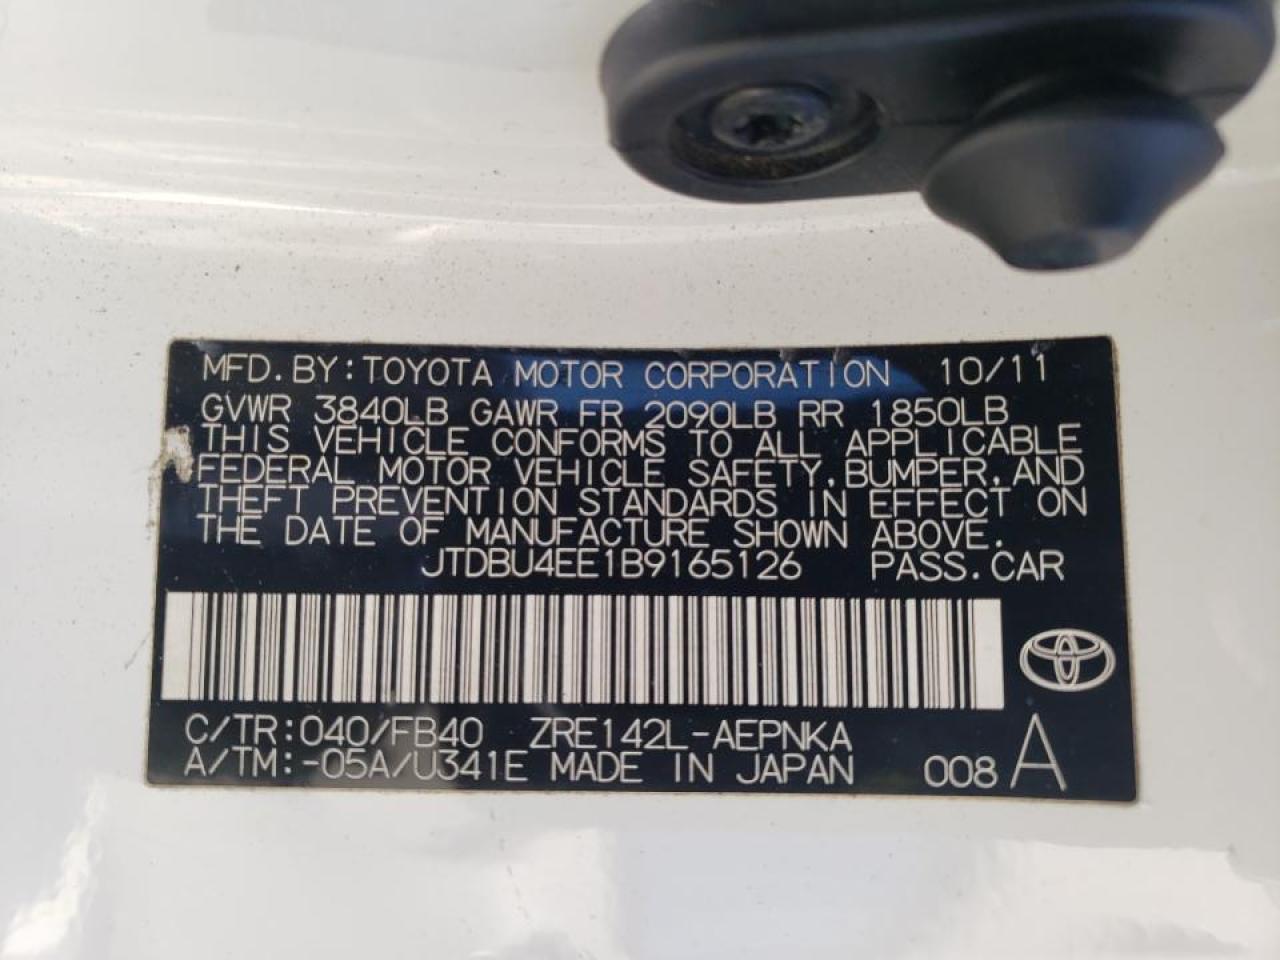 MFD.BY:TOYOTA MOTOR CORPORATION 10/11
GVWR 3840LB GAWR FR 2090LB RR 1850LB
THIS VEHICLE CONFORMS TO ALL APPLICABLE
FEDERAL MOTOR VEHICLE SAFETY,BUMPER,AND
THEFT PREVENTION STANDARDS IN EFFECT ON
THE DATE OF MANUFACTURE SHOWN ABOVE.
JTDBU4EE1B9165126 PASS.CAR
C/TR:040/FB40 ZRE142L-AEPNKA
A/TM:-05A/U341E MADE IN JAPAN 008 A